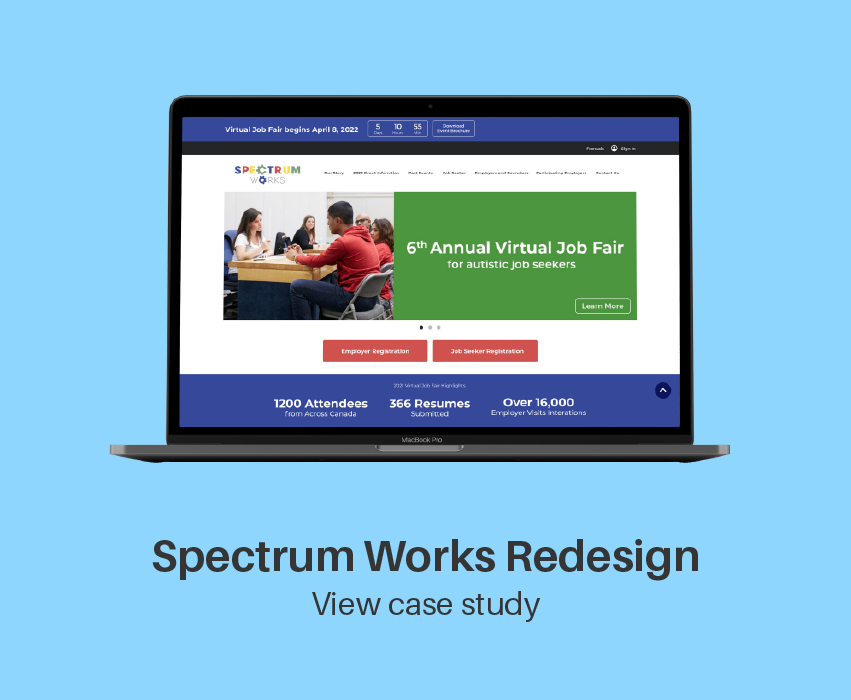 Virtual Job Fair begins April 8, 2022
5 10 55
Days Hours Min
Download
Event Brochure
Francais Sign in
SPECTRUM
WORKS
Our Story Past Events Job Seeker Employers and Recruiters Participating Employers Contact Us
6th Annual Virtual Job Fair
for autistic job seekers
Learn More
Employer Registration Job Seeker Registration
2021 Virtual Job Fair Highlights
1200 Attendees
from Across Canada
366 Resumes
Submitted
Over 16,000
Employer Visits Interations
MacBook Pro
Spectrum Works Redesign
View case study